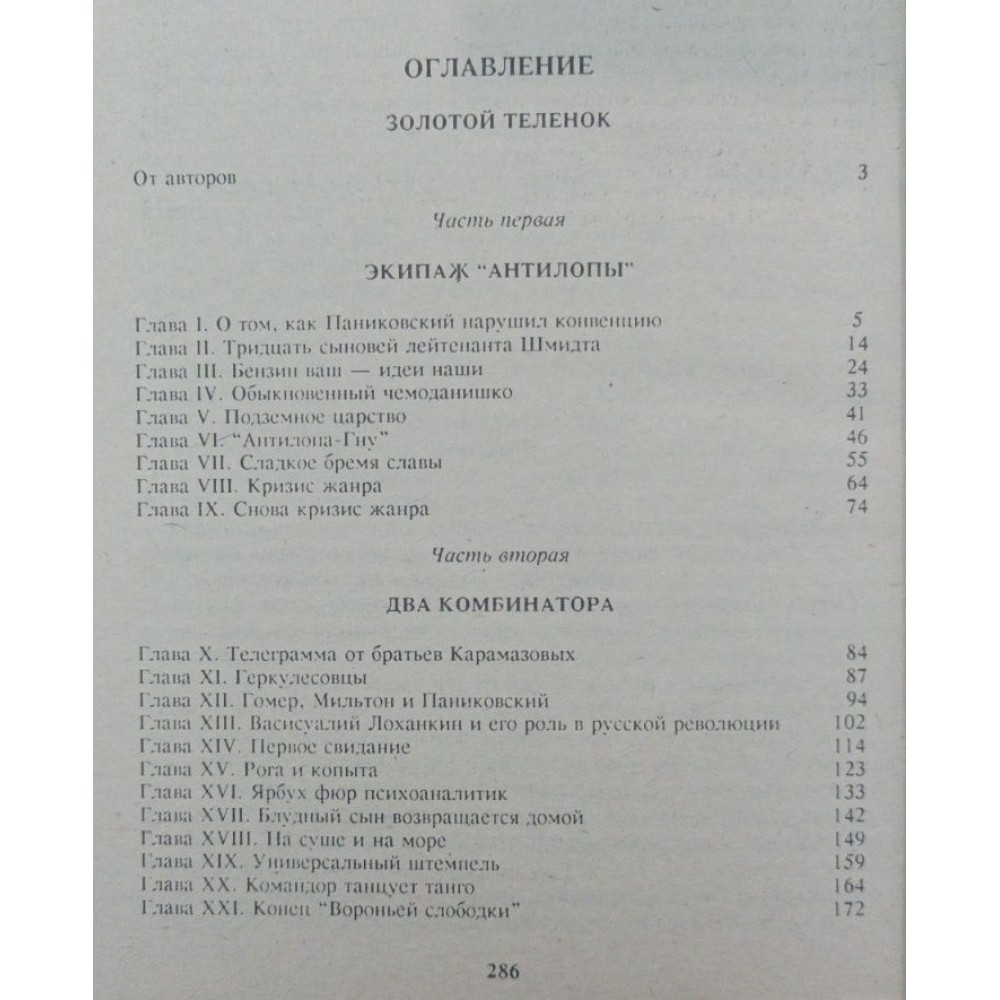 ОГЛАВЛЕНИЕ
ЗОЛОТОЙ ТЕЛЕНОК
От авторов 3
Часть первая
ЭКИПАЖ "АНТИЛОПЫ"
Глава I. О том, как Паниковский нарушил конвенцию 5
Глава II. Тридцать сыновей лейтенанта Шмидта 14
Глава III. Бензин ваш — идеи наши 24
Глава IV. Обыкновенный чемоданишко 33
Глава V. Подземное царство 41
Глава VI. "Антилопа-Гну" 46
Глава VII. Сладкое бремя славы 55
Глава VIII. Кризис жанра 64
Глава IX. Снова кризис жанра 74
Часть вторая
ДВА КОМБИНАТОРА
Глава X. Телеграмма от братьев Карамазовых 84
Глава XI. Геркулесовцы 87
Глава XII. Гомер, Мильтон и Паниковский 94
Глава XIII. Васисуалий Лоханкин и его роль в русской революции 102
Глава XIV. Первое свидание 114
Глава XV. Рога и копыта 123
Глава XVI. Ярбух фюр психоаналитик 133
Глава XVII. Блудный сын возвращается домой 142
Глава XVIII. На суше и на море 149
Глава XIX. Универсальный штемпель 159
Глава XX. Командор танцует танго 164
Глава XXI. Конец "Вороньей слободки" 172
286